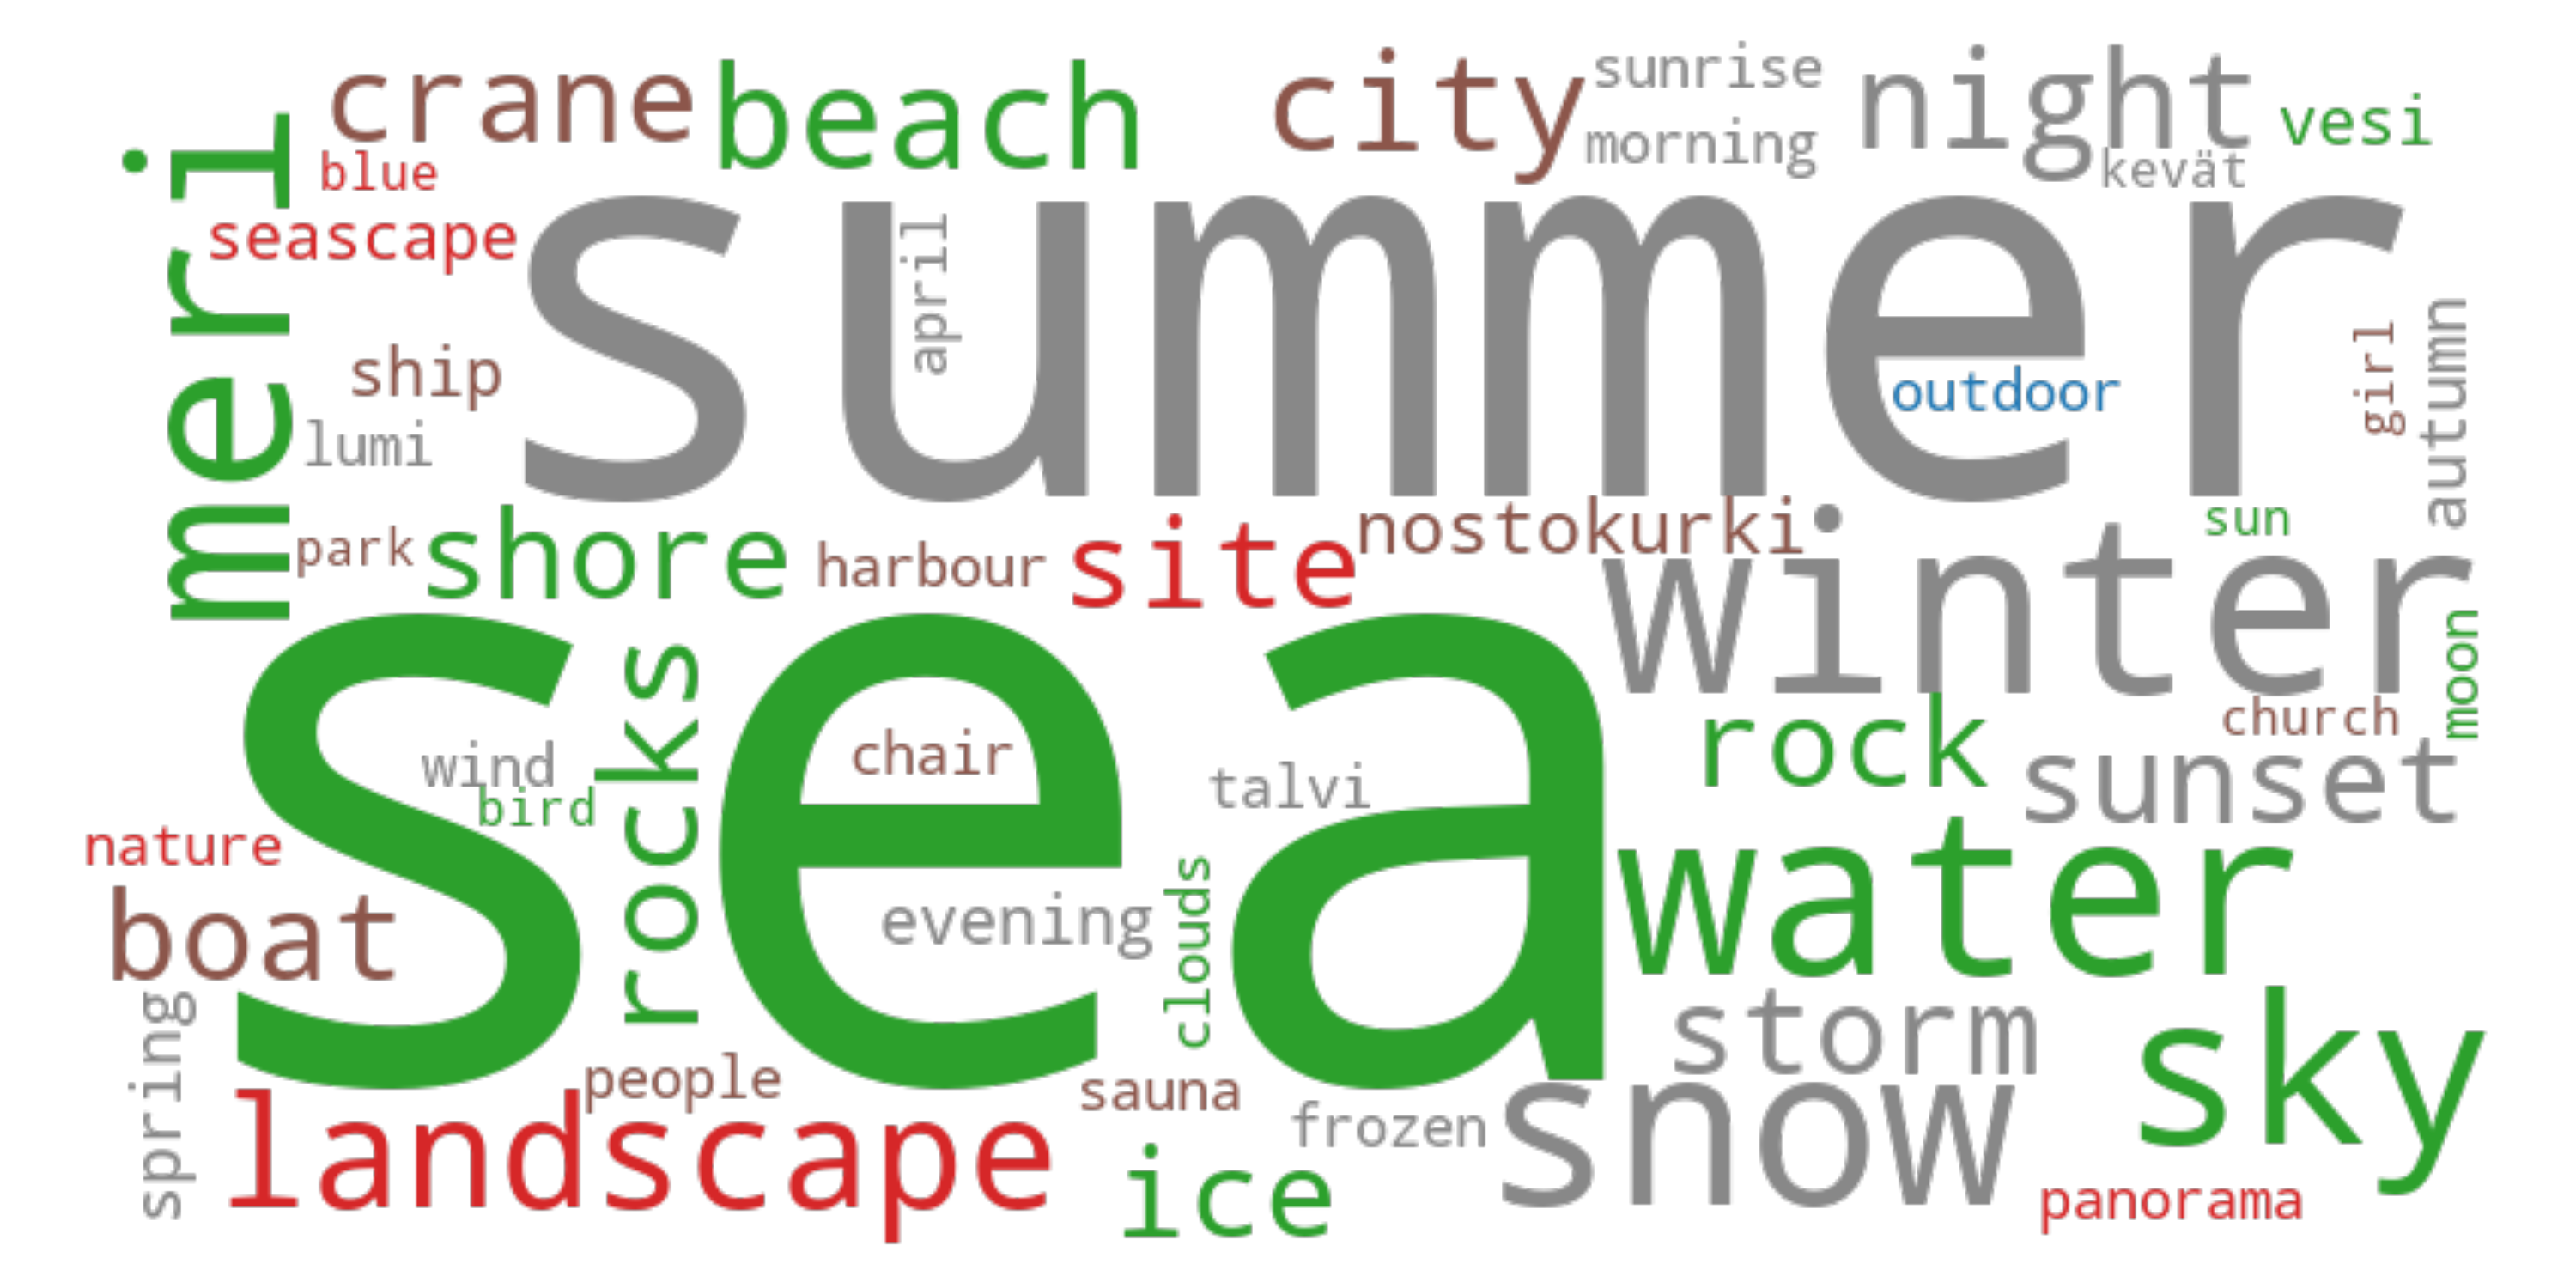 crane
beach
city
sunrise
night
vesi
morning
kevät
blue
meri
seascape
summer
april
outdoor
girl
autumn
ship
lumi
park
shore
harbour
site
nostokurki
sun
winter
sea
rocks
moon
church
rock
sunset
wind
chair
talvi
bird
nature
boat
evening
clouds
water
spring
storm
sky
people
sauna
landscape
frozen
snow
ice
panorama